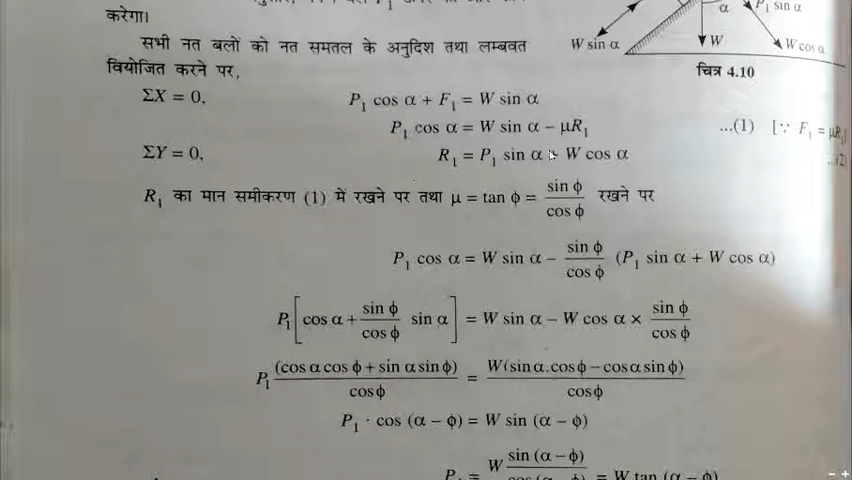 करेगा।
P₁ sin α
α
W sin α
W
W cos α
सभी नत बलों को नत समतल के अनुदिश तथा लम्बवत
वियोजित करने पर,
चित्र 4.10
ΣX = 0, P₁ cos α + F₁ = W sin α
P₁ cos α = W sin α − μR₁ ...(1) [∵ F₁ = μR₁]
ΣY = 0, R₁ = P₁ sin α + W cos α ...(2)
R₁ का मान समीकरण (1) में रखने पर तथा μ = tan ϕ = sin ϕ / cos ϕ रखने पर
P₁ cos α = W sin α − sin ϕ / cos ϕ (P₁ sin α + W cos α)
P₁ [cos α + sin ϕ / cos ϕ sin α] = W sin α − W cos α × sin ϕ / cos ϕ
P₁ (cos α cos ϕ + sin α sin ϕ) / cos ϕ = W(sin α.cos ϕ − cos α sin ϕ) / cos ϕ
P₁ · cos (α − ϕ) = W sin (α − ϕ)
W sin (α − ϕ) / cos (α − ϕ) = W tan (α − ϕ)